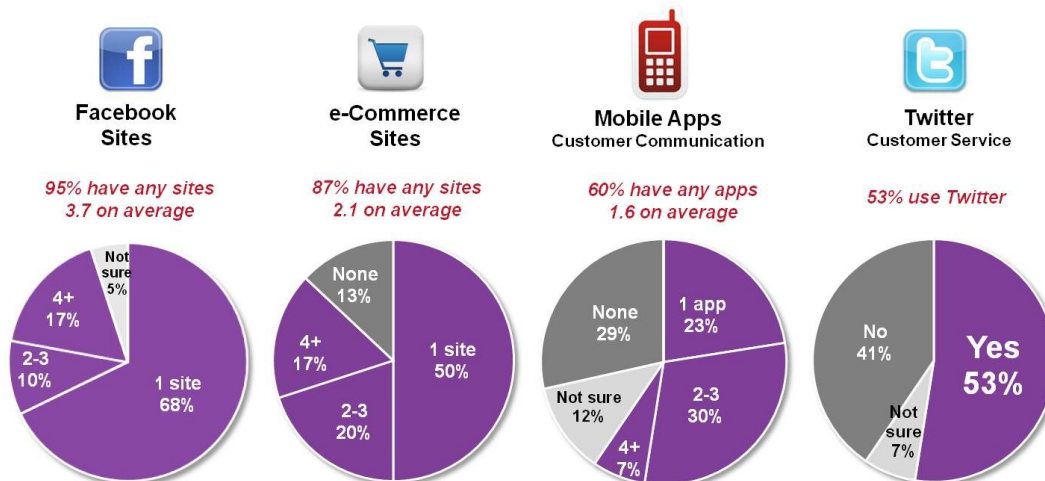 Facebook
Sites
95% have any sites
3.7 on average
Not
sure
5%
4+
17%
2-3
10%
1 site
68%
e-Commerce
Sites
87% have any sites
2.1 on average
None
13%
4+
17%
1 site
50%
2-3
20%
Mobile Apps
Customer Communication
60% have any apps
1.6 on average
None
29%
1 app
23%
Not sure
12%
2-3
30%
4+
7%
Twitter
Customer Service
53% use Twitter
No
41%
Yes
53%
Not
sure
7%